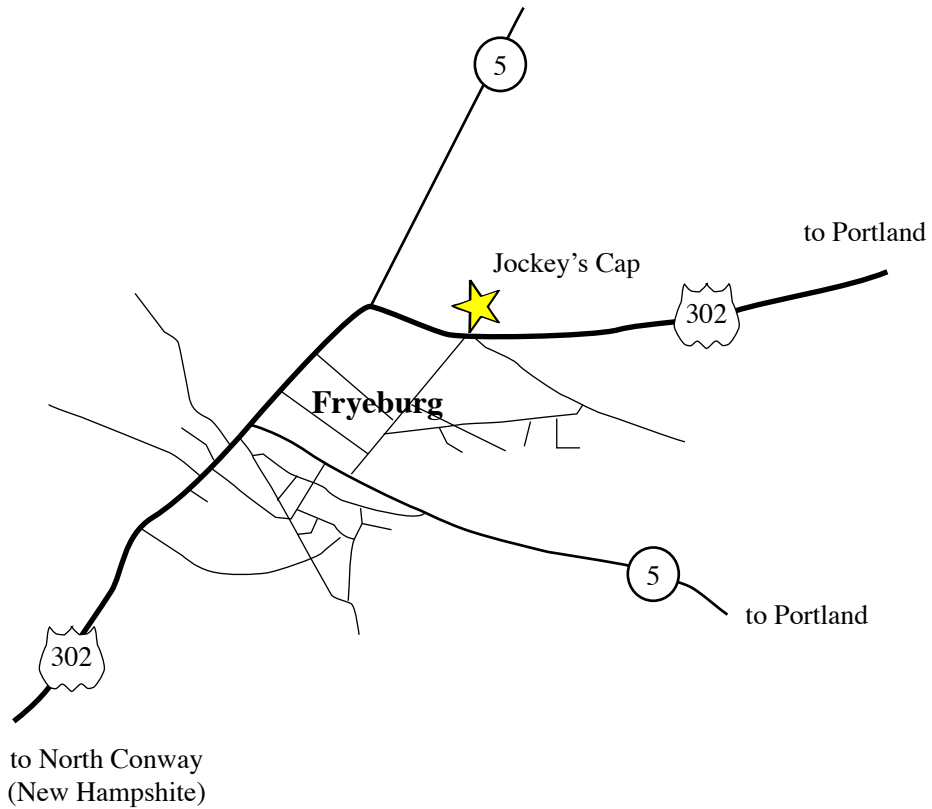 5
to Portland
Jockey's Cap
302
Fryeburg
5
to Portland
302
to North Conway
(New Hampshite)